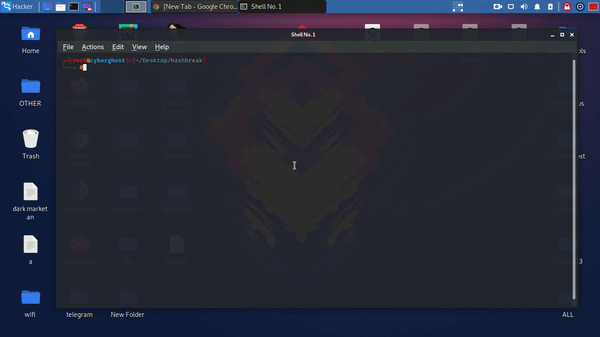 Hacker
[New Tab - Google Chro...
Shell No. 1
Shell No. 1
File Actions Edit View Help
[root@cyberghost]-[~/Desktop/hashbreak]
#
Home
OTHER
Trash
dark market
an
a
wifi
telegram
New Folder
ALL